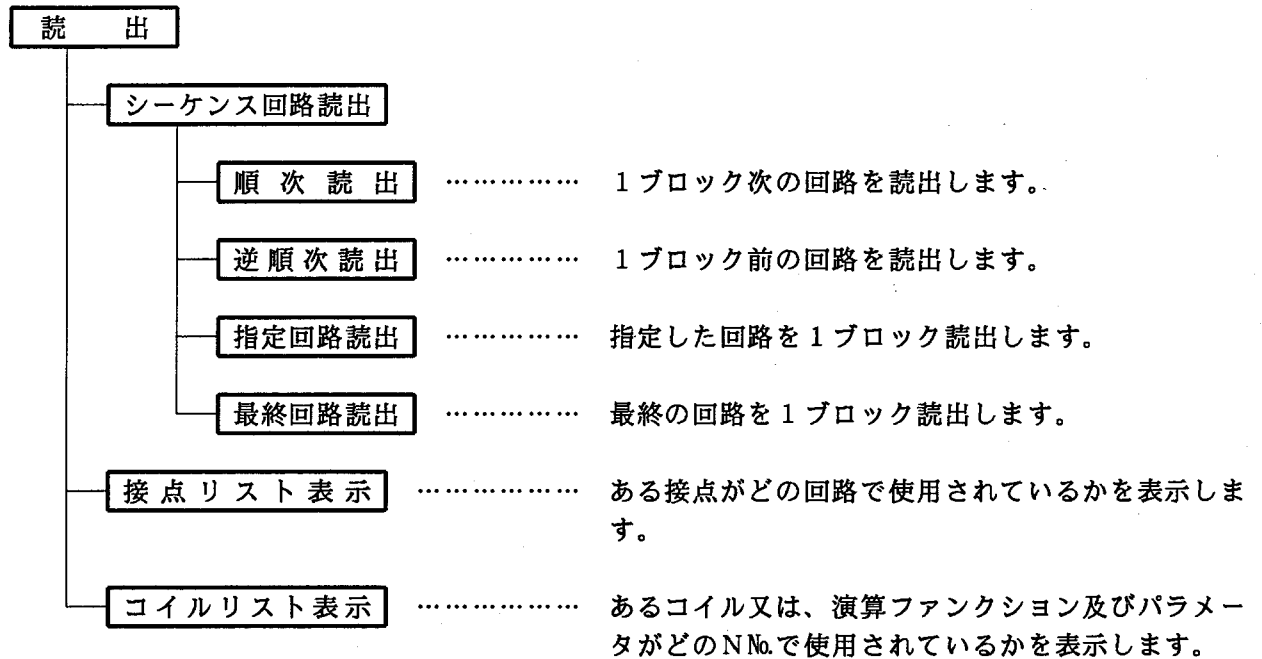 読　　出
シーケンス回路読出
順 次 読 出 …………… 1ブロック次の回路を読出します。
逆 順 次 読 出 …………… 1ブロック前の回路を読出します。
指定回路読出 …………… 指定した回路を1ブロック読出します。
最終回路読出 …………… 最終の回路を1ブロック読出します。
接 点 リ ス ト 表 示 ……………… ある接点がどの回路で使用されているかを表示しま
す。
コ イ ル リ ス ト 表 示 ……………… あるコイル又は、演算ファンクション及びパラメー
タがどのN№で使用されているかを表示します。